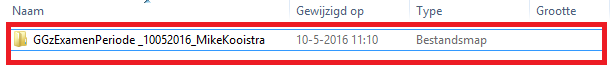 Naam Gewijzigd op Type Grootte
GGzExamenPeriode _10052016_MikeKooistra 10-5-2016 11:10 Bestandsmap